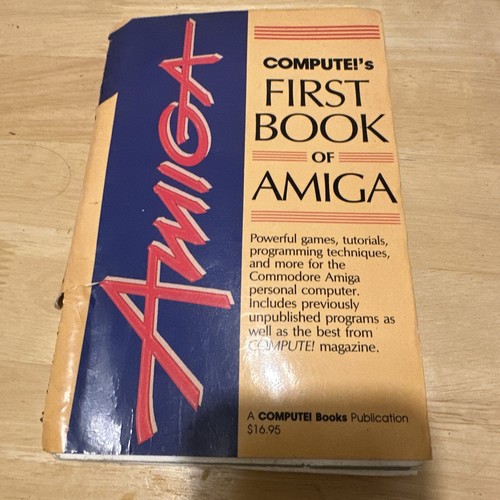 AMIGA
COMPUTE!'s
FIRST
BOOK
OF
AMIGA
Powerful games, tutorials,
programming techniques,
and more for the
Commodore Amiga
personal computer.
Includes previously
unpublished programs as
well as the best from
COMPUTE! magazine.
A COMPUTE! Books Publication
$16.95